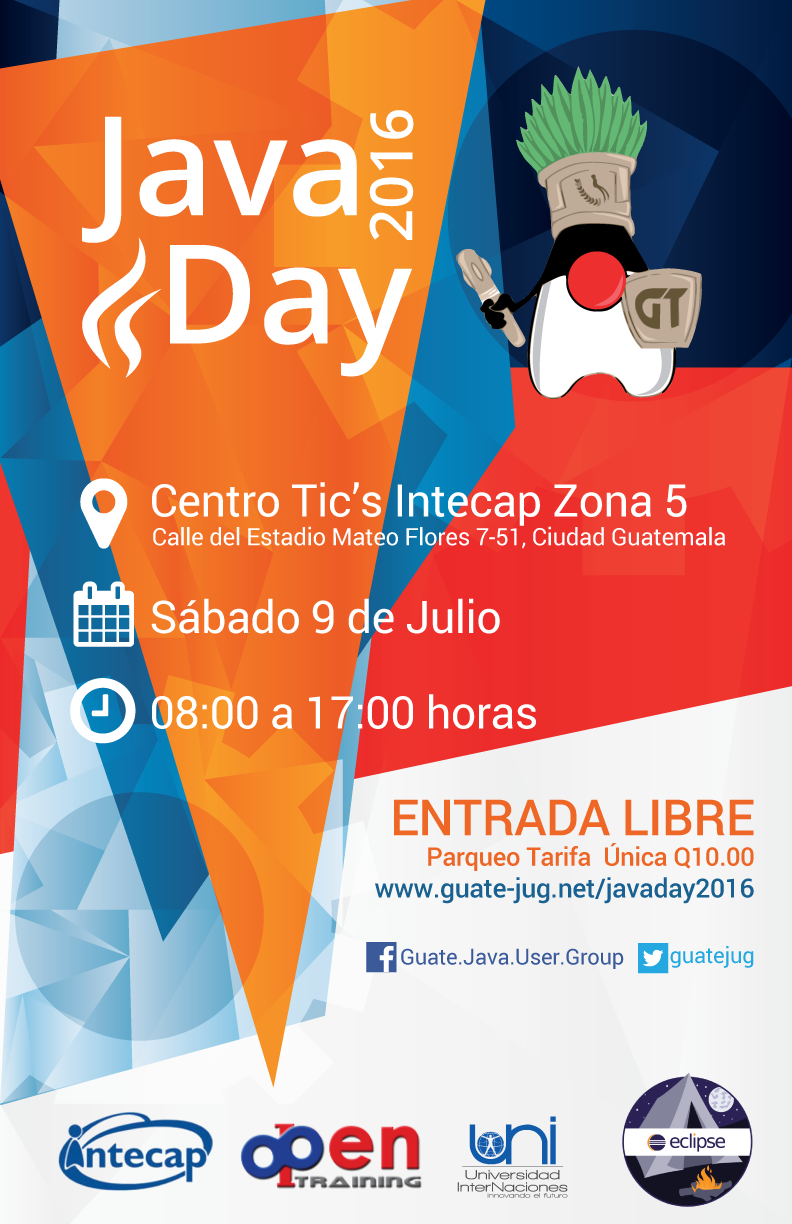 Java
Day
2016
GT
Centro Tic's Intecap Zona 5
Calle del Estadio Mateo Flores 7-51, Ciudad Guatemala
Sábado 9 de Julio
08:00 a 17:00 horas
ENTRADA LIBRE
Parqueo Tarifa Única Q10.00
www.guate-jug.net/javaday2016
Guate.Java.User.Group
guatejug
intecap
Open
TRAINING
uni
Universidad
InterNaciones
innovando el futuro
eclipse